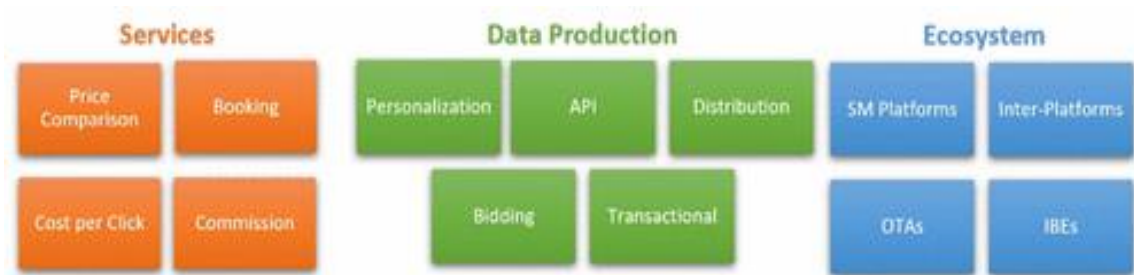 Services
Price
Comparison
Booking
Cost per Click
Commission
Data Production
Personalization
API
Distribution
Bidding
Transactional
Ecosystem
SM Platforms
Inter-Platforms
OTAs
IBEs